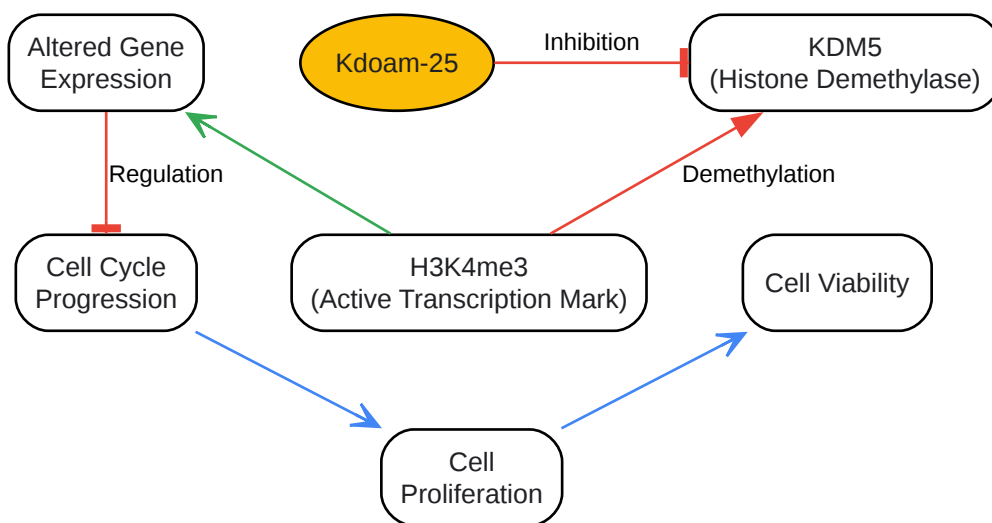 Altered Gene
Expression
Kdoam-25
Inhibition
KDM5
(Histone Demethylase)
Regulation
Demethylation
Cell Cycle
Progression
H3K4me3
(Active Transcription Mark)
Cell Viability
Cell
Proliferation